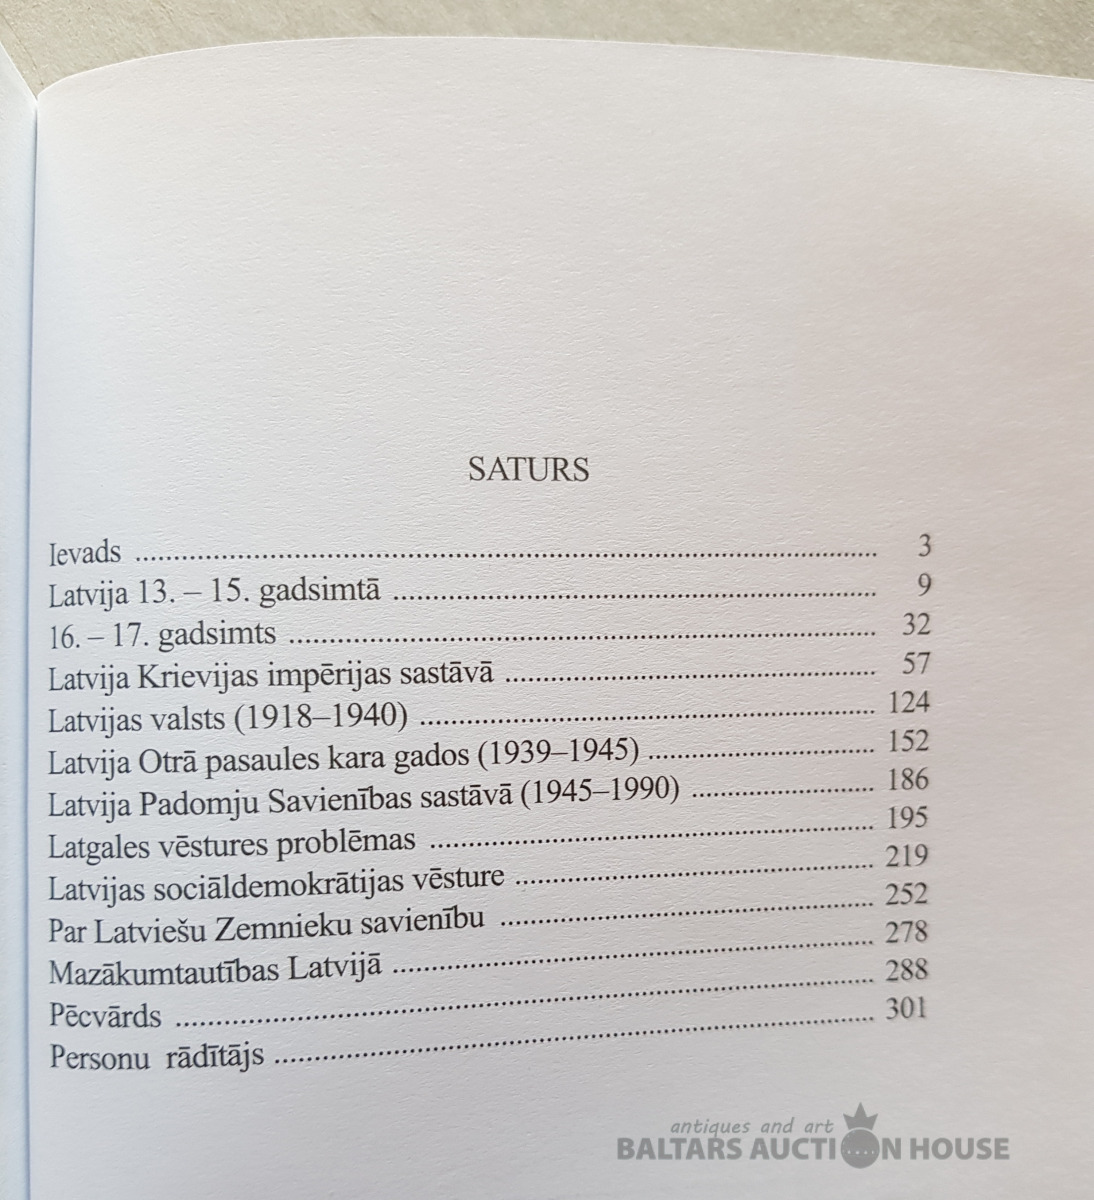 SATURS
Ievads ........ 3
Latvija 13. – 15. gadsimtā ........ 9
16. – 17. gadsimts ........ 32
Latvija Krievijas impērijas sastāvā ........ 57
Latvijas valsts (1918–1940) ........ 124
Latvija Otrā pasaules kara gados (1939–1945) ........ 152
Latvija Padomju Savienības sastāvā (1945–1990) ........ 186
Latgales vēstures problēmas ........ 195
Latvijas sociāldemokrātijas vēsture ........ 219
Par Latviešu Zemnieku savienību ........ 252
Mazākumtautības Latvijā ........ 278
Pēcvārds ........ 288
Personu rādītājs ........ 301
antiques and art
BALTARS AUCTION HOUSE